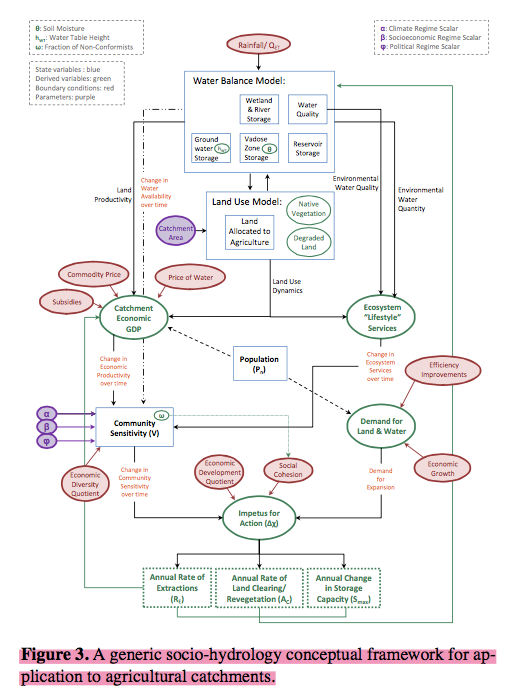 θ: Soil Moisture
hWT: Water Table Height
ω: Fraction of Non-Conformists
State variables : blue
Derived variables: green
Boundary conditions: red
Parameters: purple
α: Climate Regime Scalar
β: Socioeconomic Regime Scalar
φ: Political Regime Scalar
Rainfall/ QET
Water Balance Model:
Wetland
& River
Storage
Water
Quality
Ground
water
hWT
Storage
Vadose
Zone
θ
Storage
Reservoir
Storage
Land
Productivity
Change in
Water
Availability
over time
Environmental
Water Quality
Environmental
Water
Quantity
Land Use Model:
Land
Allocated to
Agriculture
Native
Vegetation
Degraded
Land
Catchment
Area
Land Use
Dynamics
Commodity Price
Price of Water
Subsidies
Catchment
Economic
GDP
Ecosystem
"Lifestyle"
Services
Population
(Pn)
Change in
Economic
Productivity
over time
Change in
Ecosystem
Services
over time
Efficiency
Improvements
α
β
φ
ω
Community
Sensitivity (V)
Demand for
Land & Water
Economic
Diversity
Quotient
Change in
Community
Sensitivity
over time
Economic
Development
Quotient
Social
Cohesion
Demand
for
Expansion
Economic
Growth
Impetus for
Action (Δχ)
Annual Rate of
Extractions
(RE)
Annual Rate of
Land Clearing/
Revegetation (AC)
Annual Change
in Storage
Capacity (Smax)
Figure 3. A generic socio-hydrology conceptual framework for ap-
plication to agricultural catchments.